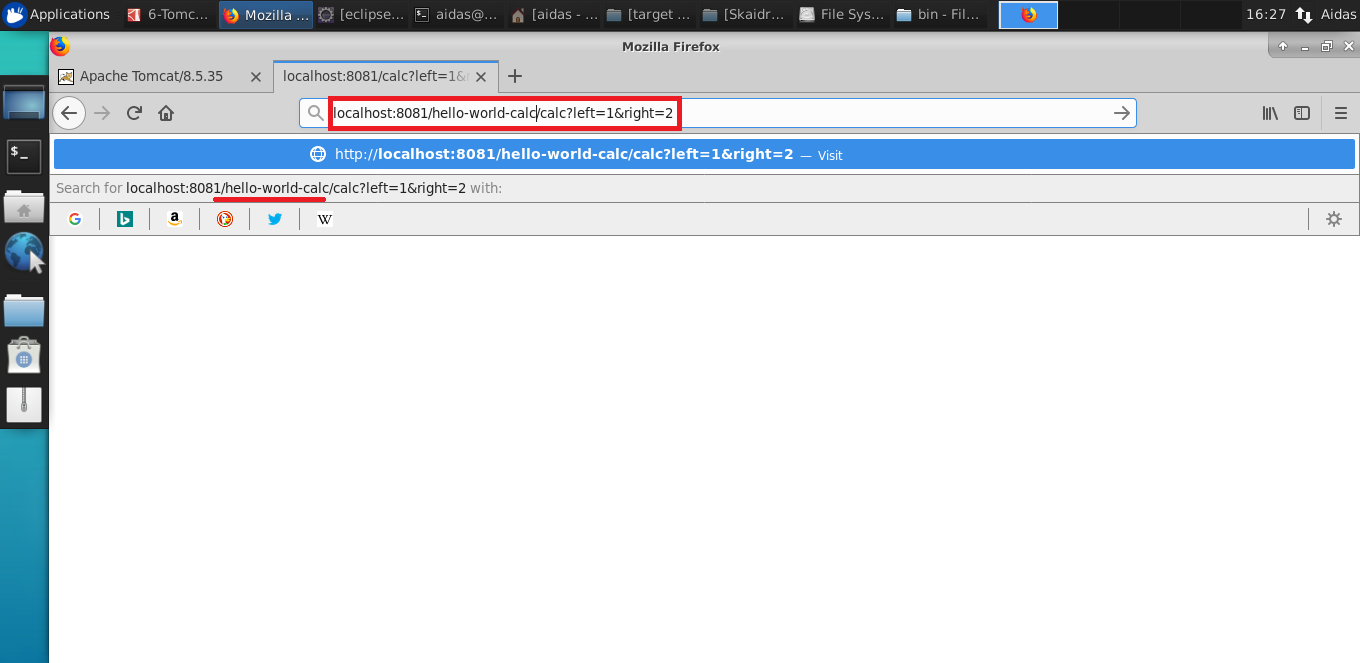 Applications 6-Tomc... Mozilla ... [eclipse... aidas@... [aidas - ... [target ... [Skaidr... File Sys... bin - Fil... 16:27 Aidas
Mozilla Firefox
Apache Tomcat/8.5.35 localhost:8081/calc?left=1&
localhost:8081/hello-world-calc/calc?left=1&right=2
http://localhost:8081/hello-world-calc/calc?left=1&right=2 — Visit
Search for localhost:8081/hello-world-calc/calc?left=1&right=2 with:
G b a W